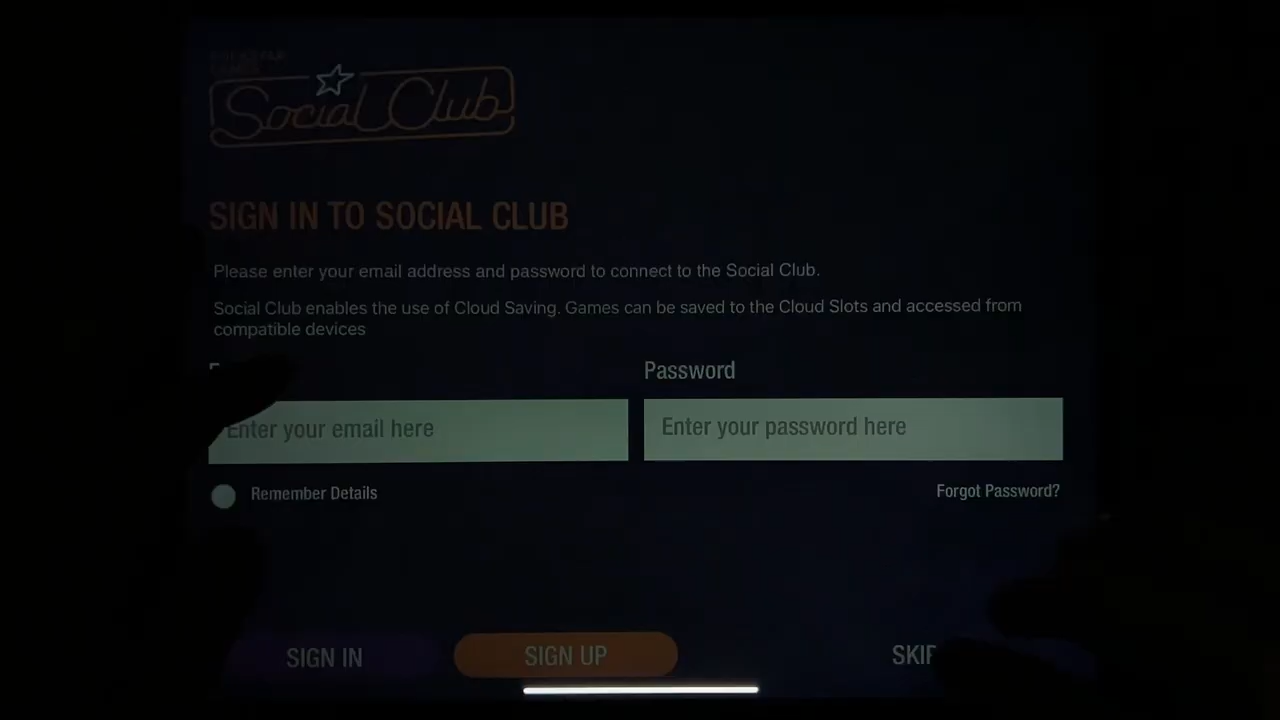 Social Club
SIGN IN TO SOCIAL CLUB
Please enter your email address and password to connect to the Social Club.
Social Club enables the use of Cloud Saving. Games can be saved to the Cloud Slots and accessed from
compatible devices
Password
Enter your email here
Enter your password here
Remember Details
Forgot Password?
SIGN IN
SIGN UP
SKIP